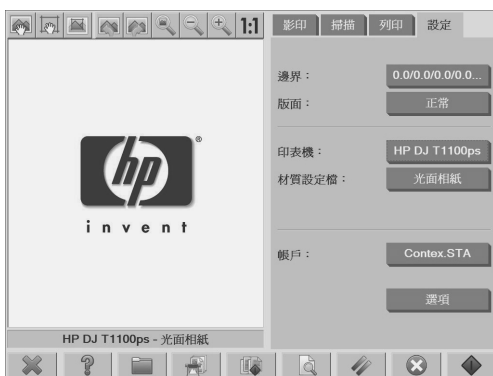 1:1
影印 掃描 列印 設定
邊界： 0.0/0.0/0.0/0.0...
版面： 正常
印表機： HP DJ T1100ps
材質設定檔： 光面相紙
帳戶： Contex.STA
選項
hp
®
invent
HP DJ T1100ps - 光面相紙